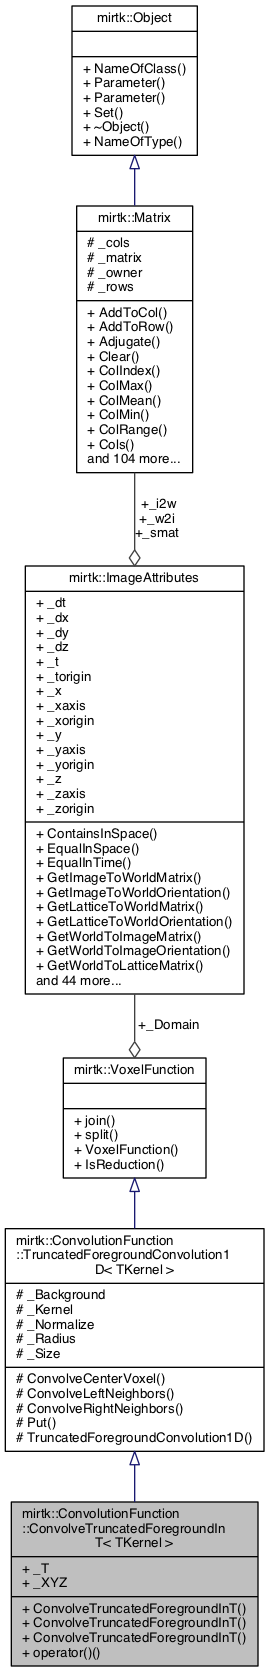 mirtk::Object
+ NameOfClass()
+ Parameter()
+ Parameter()
+ Set()
+ ~Object()
+ NameOfType()
mirtk::Matrix
# _cols
# _matrix
# _owner
# _rows
+ AddToCol()
+ AddToRow()
+ Adjugate()
+ Clear()
+ ColIndex()
+ ColMax()
+ ColMean()
+ ColMin()
+ ColRange()
+ Cols()
and 104 more...
+_i2w
+_w2i
+_smat
mirtk::ImageAttributes
+ _dt
+ _dx
+ _dy
+ _dz
+ _t
+ _torigin
+ _x
+ _xaxis
+ _xorigin
+ _y
+ _yaxis
+ _yorigin
+ _z
+ _zaxis
+ _zorigin
+ ContainsInSpace()
+ EqualInSpace()
+ EqualInTime()
+ GetImageToWorldMatrix()
+ GetImageToWorldOrientation()
+ GetLatticeToWorldMatrix()
+ GetLatticeToWorldOrientation()
+ GetWorldToImageMatrix()
+ GetWorldToImageOrientation()
+ GetWorldToLatticeMatrix()
and 44 more...
+_Domain
mirtk::VoxelFunction
+ join()
+ split()
+ VoxelFunction()
+ IsReduction()
mirtk::ConvolutionFunction
::TruncatedForegroundConvolution1
D< TKernel >
# _Background
# _Kernel
# _Normalize
# _Radius
# _Size
# ConvolveCenterVoxel()
# ConvolveLeftNeighbors()
# ConvolveRightNeighbors()
# Put()
# TruncatedForegroundConvolution1D()
mirtk::ConvolutionFunction
::ConvolveTruncatedForegroundIn
T< TKernel >
+ _T
+ _XYZ
+ ConvolveTruncatedForegroundInT()
+ ConvolveTruncatedForegroundInT()
+ ConvolveTruncatedForegroundInT()
+ operator()()